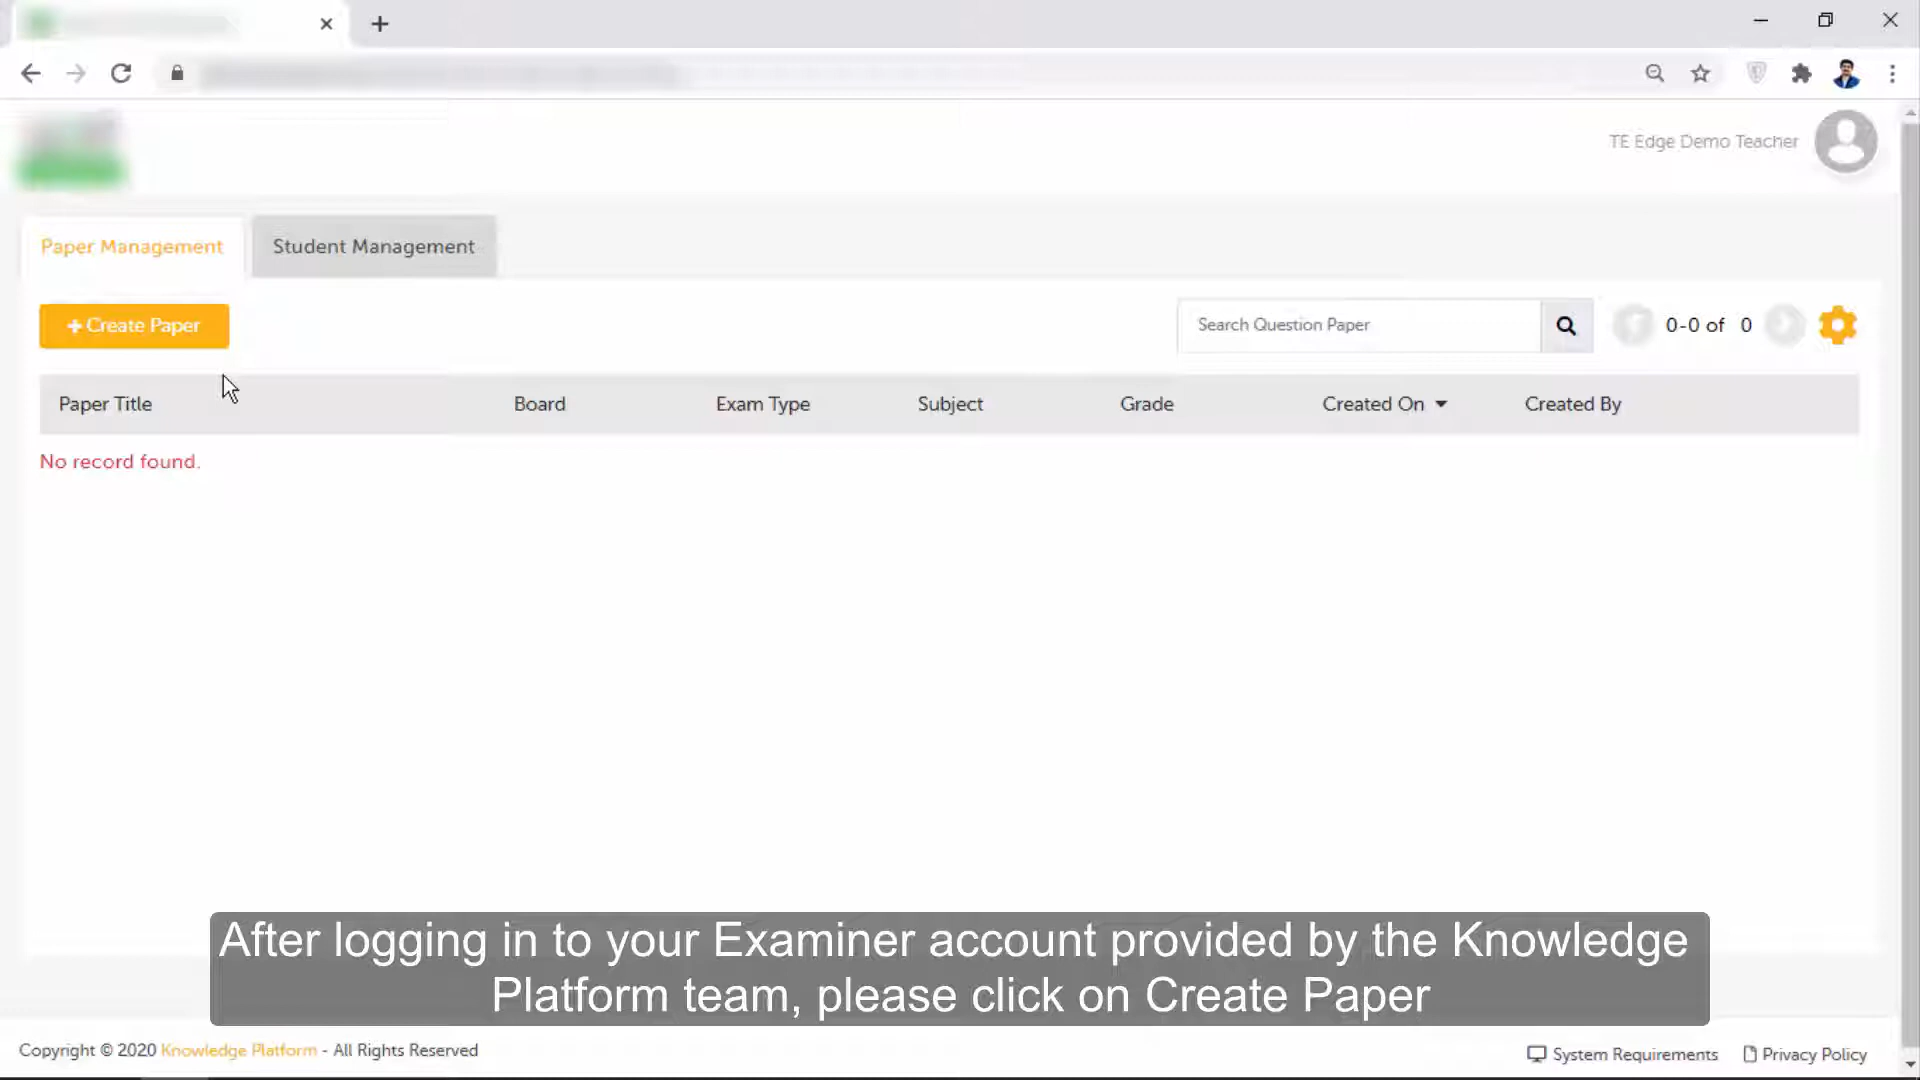 TE Edge Demo Teacher
Paper Management
Student Management
+ Create Paper
Search Question Paper
0-0 of 0
Paper Title
Board
Exam Type
Subject
Grade
Created On
Created By
No record found.
After logging in to your Examiner account provided by the Knowledge
Platform team, please click on Create Paper
Copyright © 2020 Knowledge Platform - All Rights Reserved
System Requirements
Privacy Policy